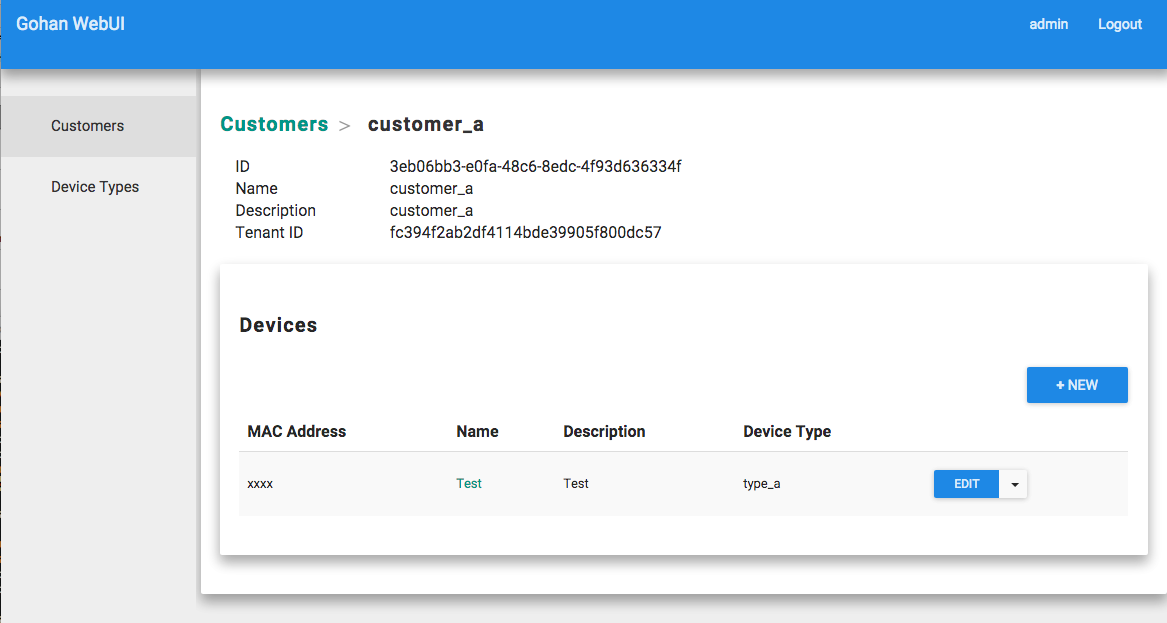 Gohan WebUI
admin Logout
Customers
Device Types
Customers > customer_a
ID 3eb06bb3-e0fa-48c6-8edc-4f93d636334f
Name customer_a
Description customer_a
Tenant ID fc394f2ab2df4114bde39905f800dc57
Devices
+ NEW
MAC Address Name Description Device Type
xxxx Test Test type_a EDIT